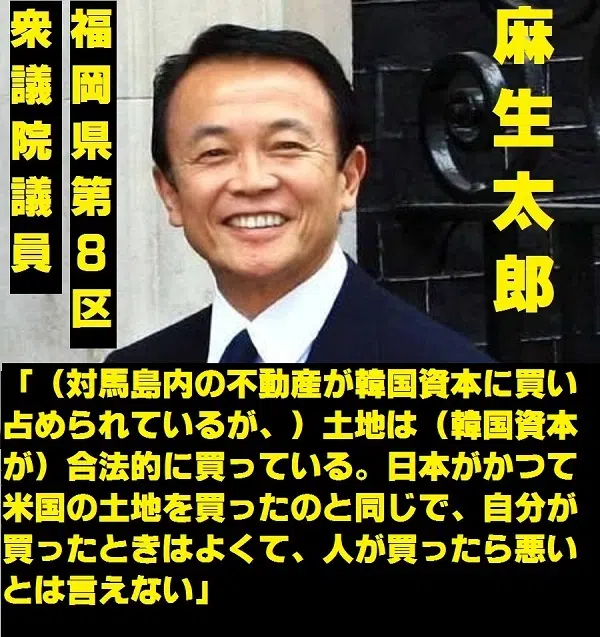 麻生太郎
福岡県第8区
衆議院議員
「（対馬島内の不動産が韓国資本に買い
占められているが、）土地は（韓国資本
が）合法的に買っている。日本がかつて
米国の土地を買ったのと同じで、自分が
買ったときはよくて、人が買ったら悪い
とは言えない」